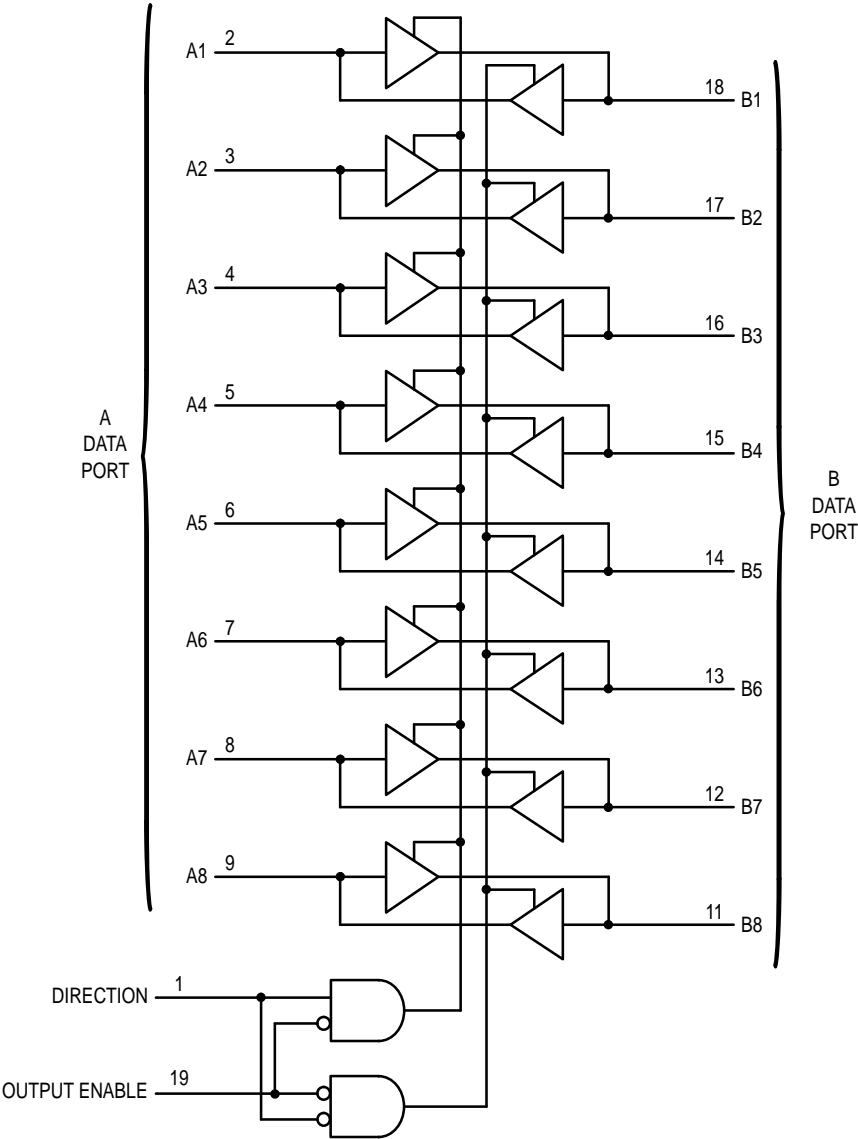 A1 2
18 B1
A2 3
17 B2
A3 4
16 B3
A4 5
15 B4
A
DATA
PORT
A5 6
14 B5
B
DATA
PORT
A6 7
13 B6
A7 8
12 B7
A8 9
11 B8
DIRECTION 1
OUTPUT ENABLE 19